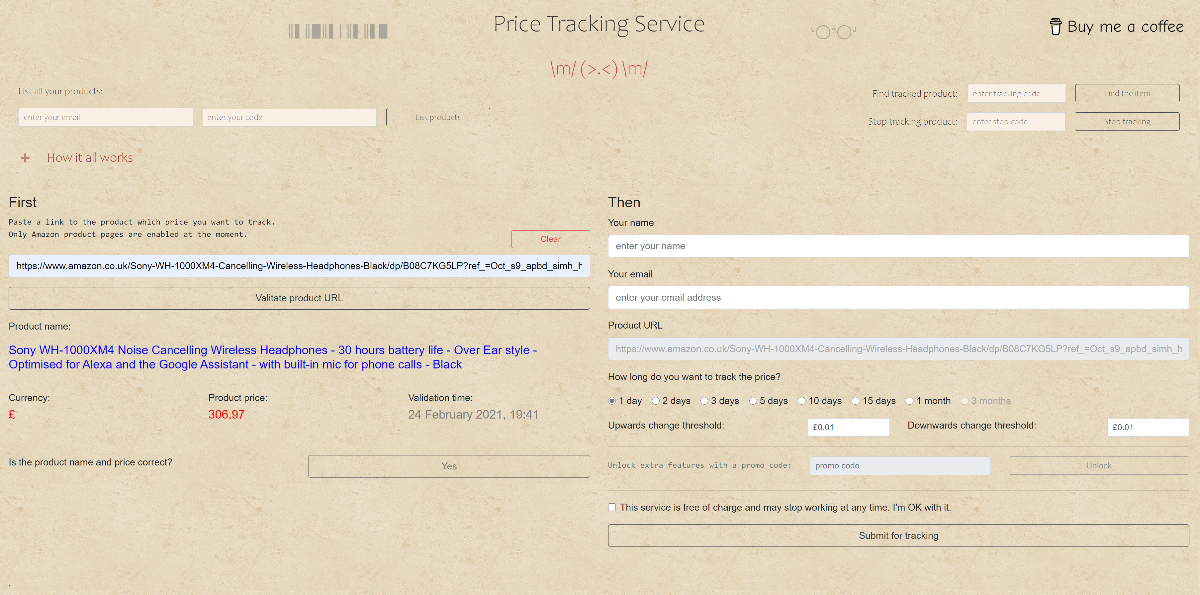 Price Tracking Service
Buy me a coffee
\m/ (>.<) \m/
List all your products:
enter your email
enter your code
List products
Find tracked product:
enter tracking code
Find the item
Stop tracking product:
enter stop code
Stop tracking
+ How it all works
First
Paste a link to the product which price you want to track.
Only Amazon product pages are enabled at the moment.
Clear
https://www.amazon.co.uk/Sony-WH-1000XM4-Cancelling-Wireless-Headphones-Black/dp/B08C7KG5LP?ref_=Oct_s9_apbd_simh_h
Valitate product URL
Product name:
Sony WH-1000XM4 Noise Cancelling Wireless Headphones - 30 hours battery life - Over Ear style -
Optimised for Alexa and the Google Assistant - with built-in mic for phone calls - Black
Currency:
Product price:
Validation time:
£
306.97
24 February 2021, 19:41
Is the product name and price correct?
Yes
Then
Your name
enter your name
Your email
enter your email address
Product URL
https://www.amazon.co.uk/Sony-WH-1000XM4-Cancelling-Wireless-Headphones-Black/dp/B08C7KG5LP?ref_=Oct_s9_apbd_simh_h
How long do you want to track the price?
1 day 2 days 3 days 5 days 10 days 15 days 1 month 3 months
Upwards change threshold:
£0.01
Downwards change threshold:
£0.01
Unlock extra features with a promo code:
promo code
Unlock
This service is free of charge and may stop working at any time. I'm OK with it.
Submit for tracking